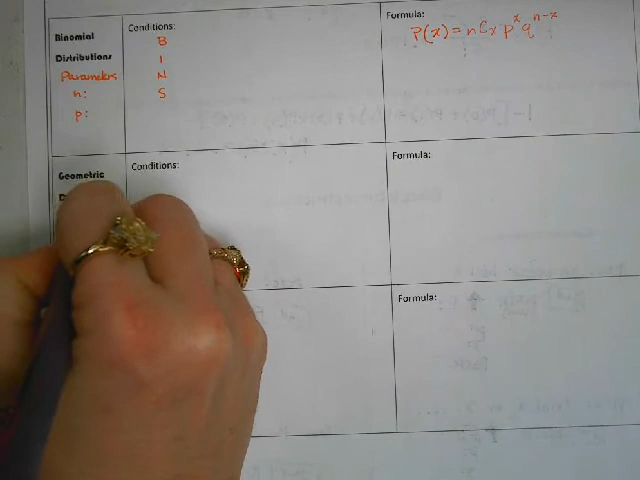 Binomial
Distributions
Parameters
n:
p:
Conditions:
B
I
N
S
Formula:
P(x) = nCx p^x q^{n-x}
Geometric
Conditions:
Formula:
Formula: